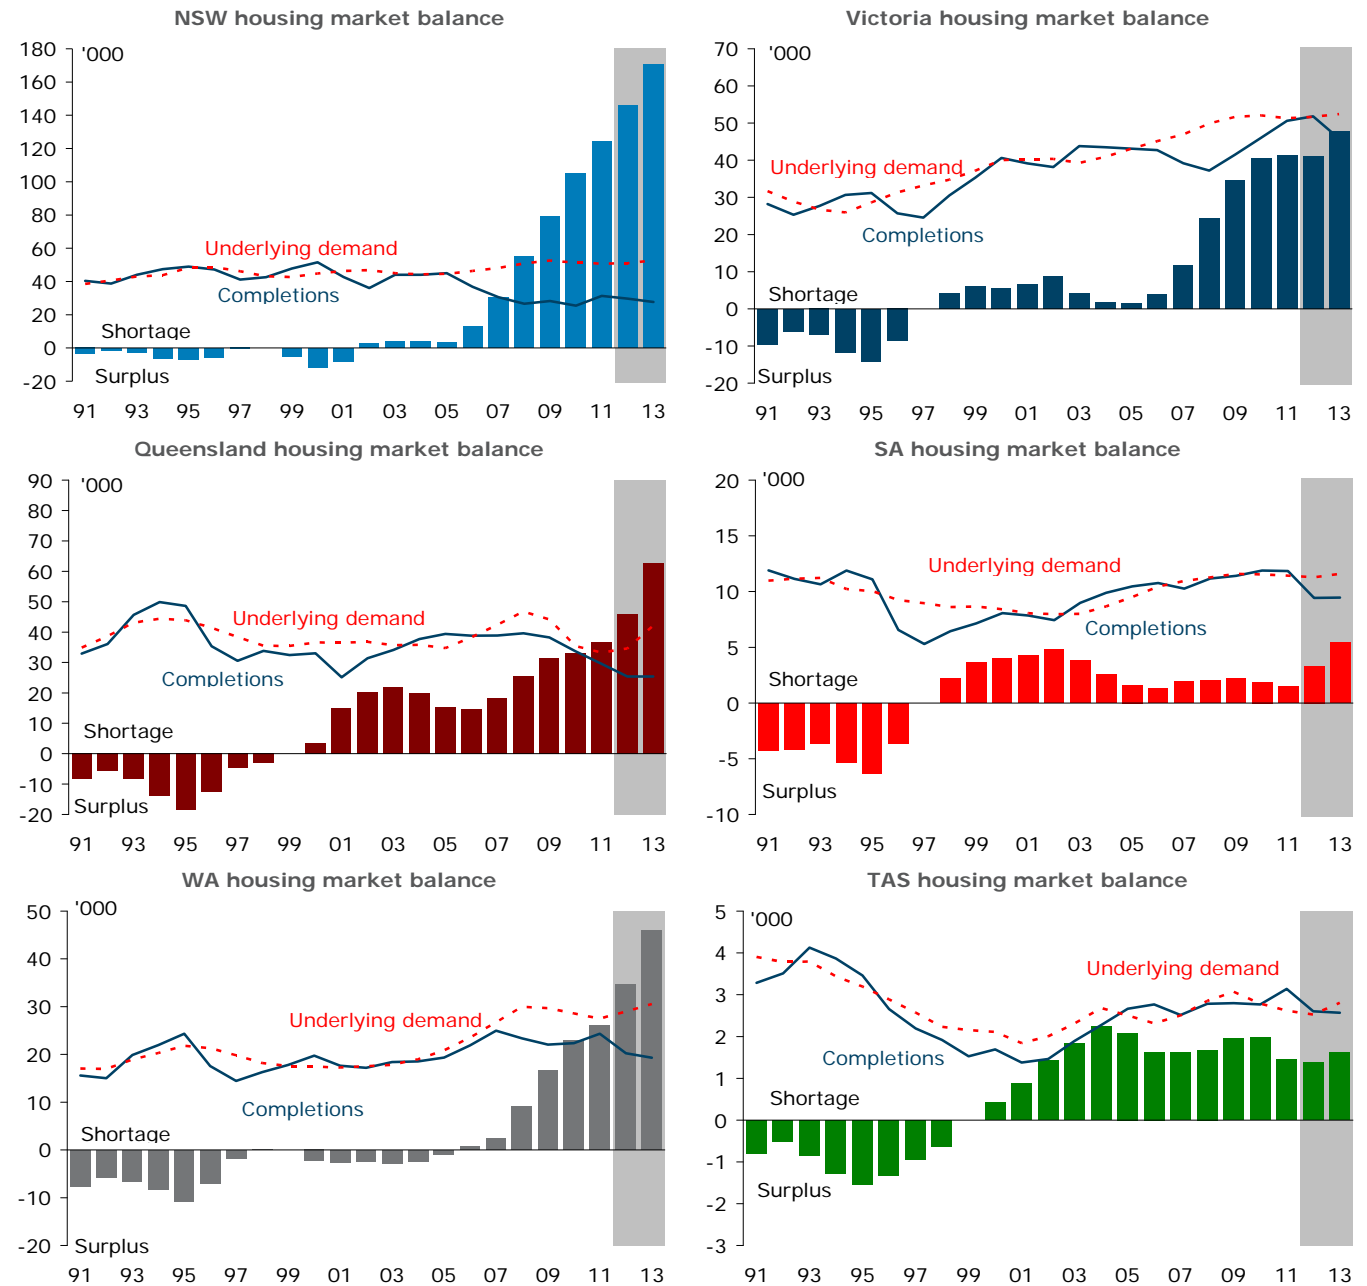 NSW housing market balance
180
160
140
120
100
80
60
40
20
0
-20
'000
Underlying demand
Completions
Shortage
Surplus
91 93 95 97 99 01 03 05 07 09 11 13
Victoria housing market balance
70
60
50
40
30
20
10
0
-10
-20
'000
Underlying demand
Completions
Shortage
Surplus
91 93 95 97 99 01 03 05 07 09 11 13
Queensland housing market balance
90
80
70
60
50
40
30
20
10
0
-10
-20
'000
Underlying demand
Completions
Shortage
Surplus
91 93 95 97 99 01 03 05 07 09 11 13
SA housing market balance
20
15
10
5
0
-5
-10
'000
Underlying demand
Completions
Shortage
Surplus
91 93 95 97 99 01 03 05 07 09 11 13
WA housing market balance
50
40
30
20
10
0
-10
-20
'000
Underlying demand
Completions
Shortage
Surplus
91 93 95 97 99 01 03 05 07 09 11 13
TAS housing market balance
5
4
3
2
1
0
-1
-2
-3
'000
Underlying demand
Completions
Shortage
Surplus
91 93 95 97 99 01 03 05 07 09 11 13